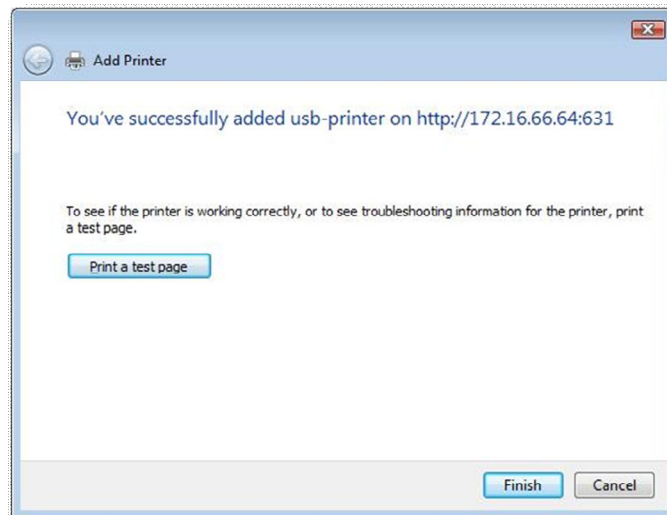 Add Printer
You've successfully added usb-printer on http://172.16.66.64:631
To see if the printer is working correctly, or to see troubleshooting information for the printer, print
a test page.
Print a test page
Finish Cancel